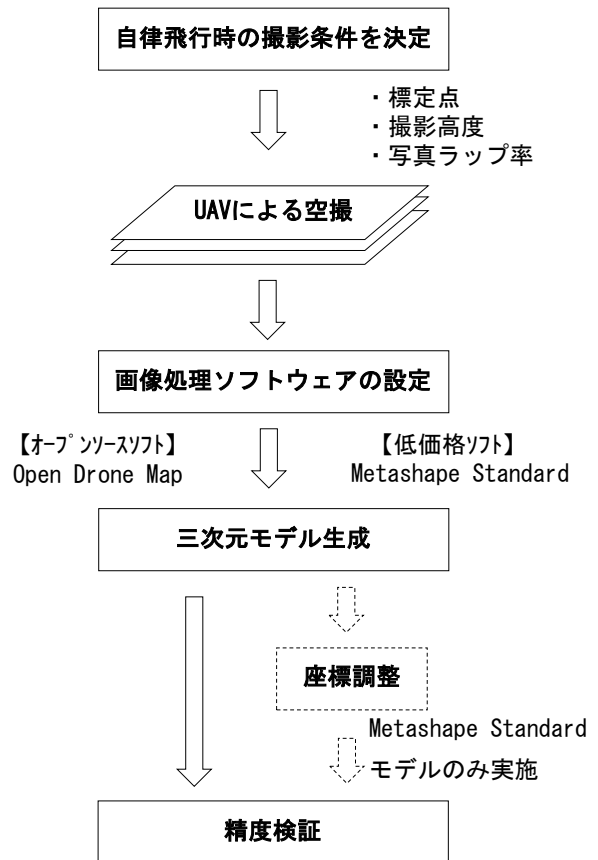 自律飛行時の撮影条件を決定
・標定点
・撮影高度
・写真ラップ率
UAVによる空撮
画像処理ソフトウェアの設定
【ｵｰﾌﾟﾝｿｰｽｿﾌﾄ】
Open Drone Map
【低価格ｿﾌﾄ】
Metashape Standard
三次元モデル生成
座標調整
Metashape Standard
モデルのみ実施
精度検証